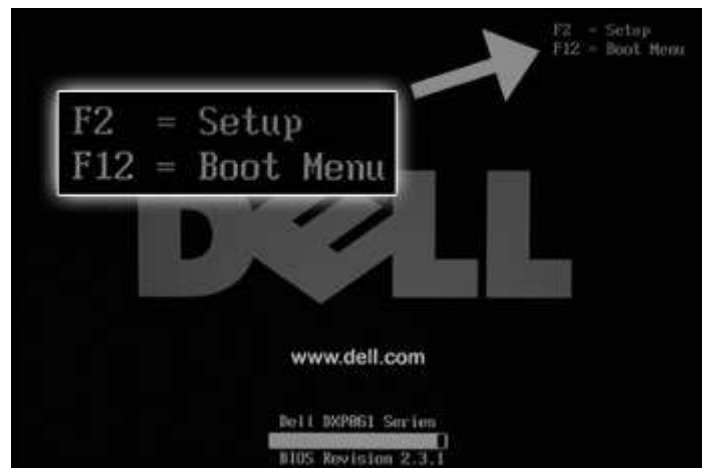 F2 = Setup
F12 = Boot Menu
F2 = Setup
F12 = Boot Menu
DELL
www.dell.com
Dell DXP061 Series
BIOS Revision 2.3.1